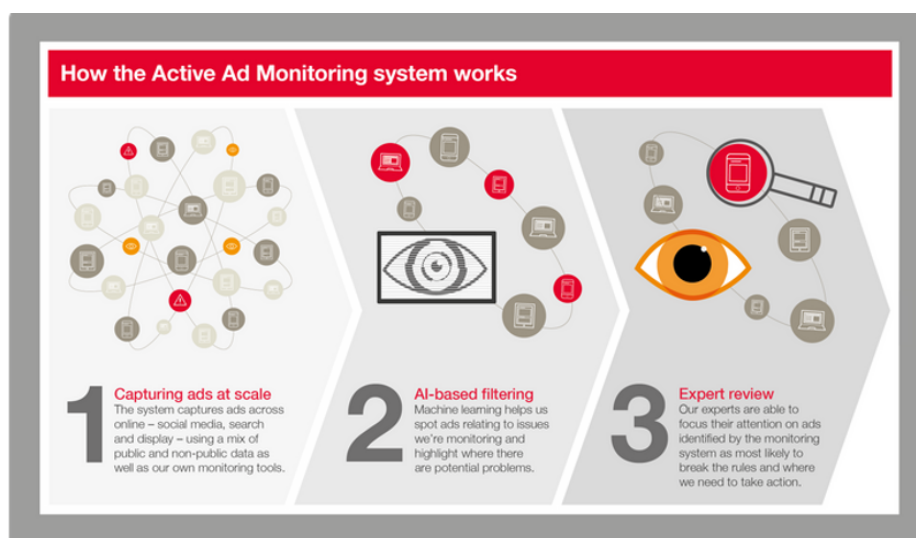 How the Active Ad Monitoring system works
1
Capturing ads at scale
The system captures ads across
online – social media, search
and display – using a mix of
public and non-public data as
well as our own monitoring tools.
2
AI-based filtering
Machine learning helps us
spot ads relating to issues
we're monitoring and
highlight where there
are potential problems.
3
Expert review
Our experts are able to
focus their attention on ads
identified by the monitoring
system as most likely to
break the rules and where
we need to take action.